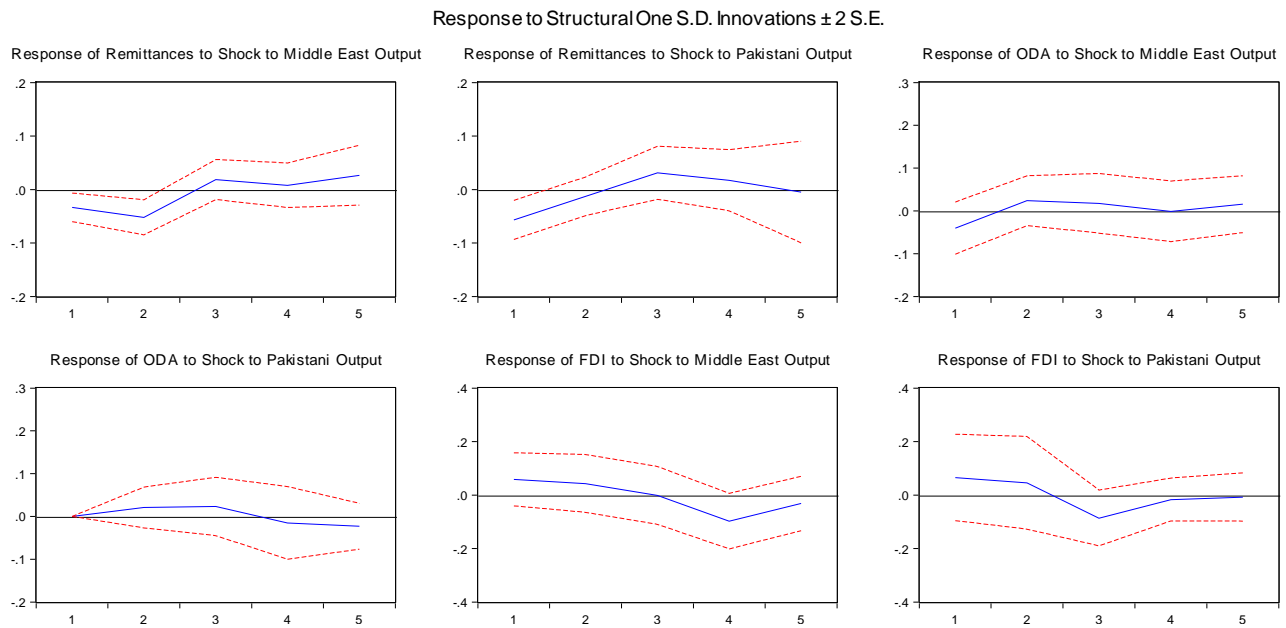 Response to Structural One S.D. Innovations ± 2 S.E.
Response of Remittances to Shock to Middle East Output
.2
.1
.0
-.1
-.2
1 2 3 4 5
Response of Remittances to Shock to Pakistani Output
.2
.1
.0
-.1
-.2
1 2 3 4 5
Response of ODA to Shock to Middle East Output
.3
.2
.1
.0
-.1
-.2
1 2 3 4 5
Response of ODA to Shock to Pakistani Output
.3
.2
.1
.0
-.1
-.2
1 2 3 4 5
Response of FDI to Shock to Middle East Output
.4
.2
.0
-.2
-.4
1 2 3 4 5
Response of FDI to Shock to Pakistani Output
.4
.2
.0
-.2
-.4
1 2 3 4 5